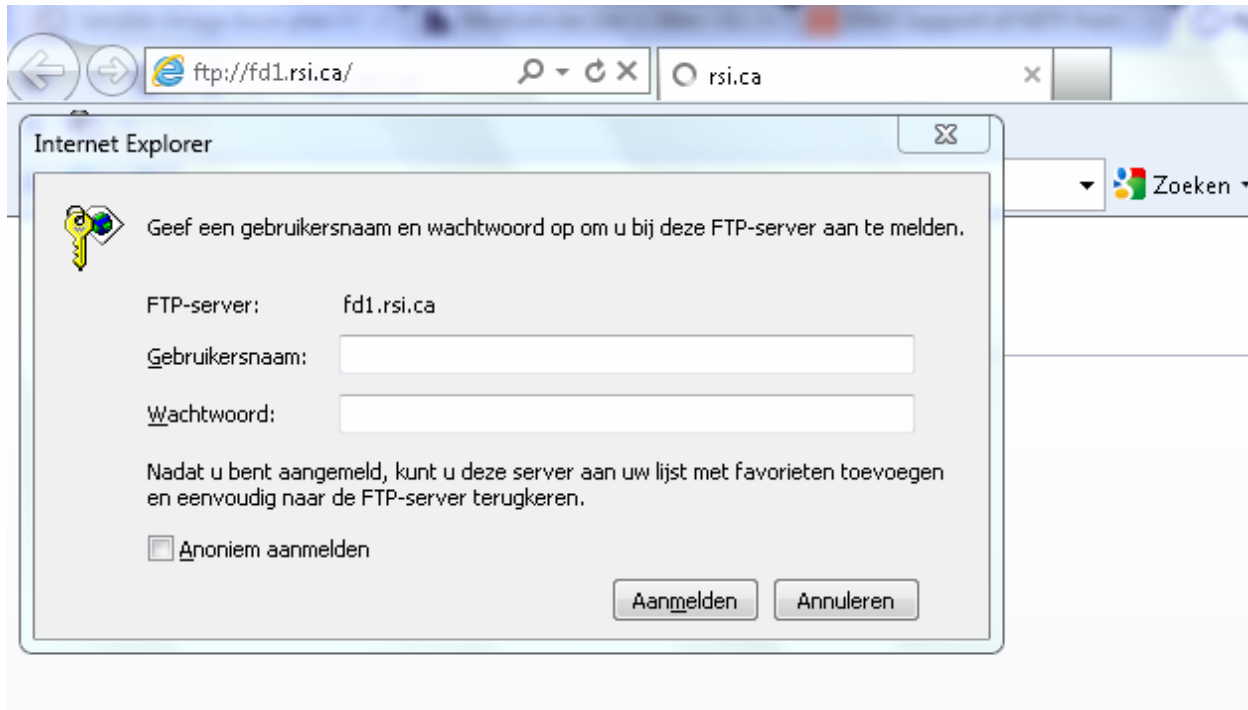 ftp://fd1.rsi.ca/
rsi.ca
Internet Explorer
Zoeken
Geef een gebruikersnaam en wachtwoord op om u bij deze FTP-server aan te melden.
FTP-server: fd1.rsi.ca
Gebruikersnaam:
Wachtwoord:
Nadat u bent aangemeld, kunt u deze server aan uw lijst met favorieten toevoegen
en eenvoudig naar de FTP-server terugkeren.
Anoniem aanmelden
Aanmelden Annuleren